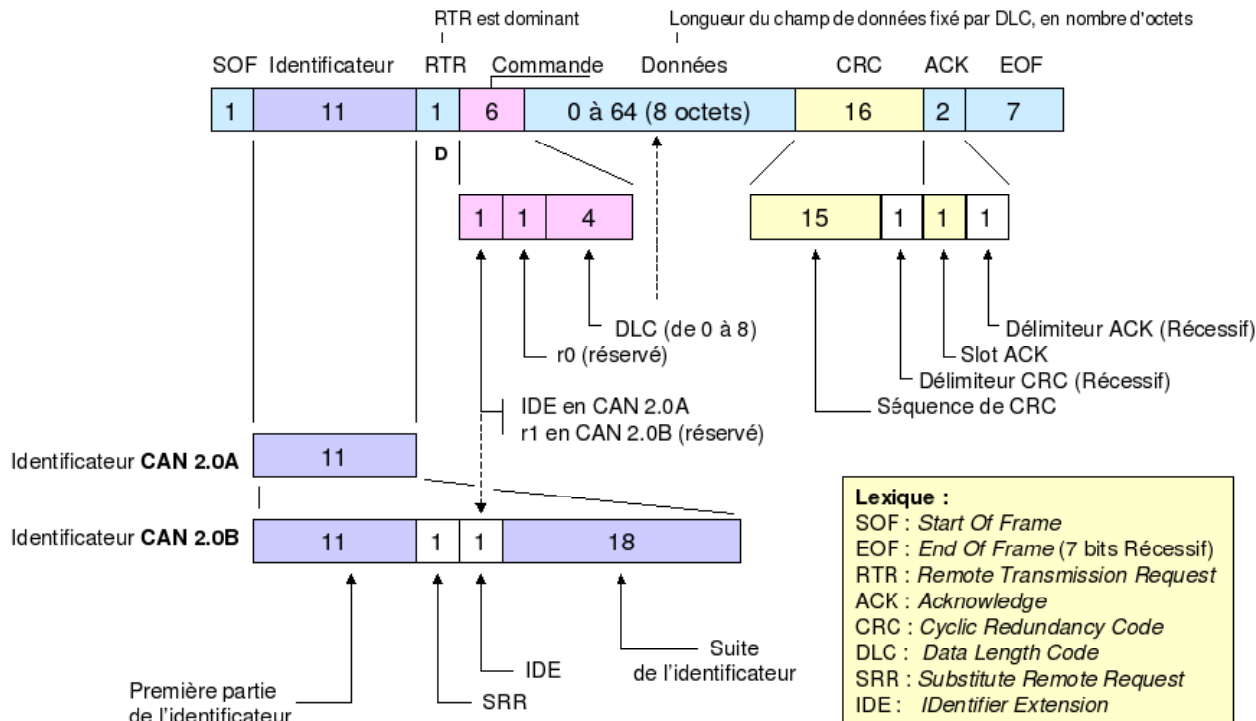 RTR est dominant
Longueur du champ de données fixé par DLC, en nombre d'octets
SOF Identificateur RTR Commande Données CRC ACK EOF
1 11 1 6 0 à 64 (8 octets) 16 2 7
D
1 1 4 15 1 1 1
DLC (de 0 à 8)
r0 (réservé)
IDE en CAN 2.0A
r1 en CAN 2.0B (réservé)
Délimiteur ACK (Récessif)
Slot ACK
Délimiteur CRC (Récessif)
Séquence de CRC
Identificateur CAN 2.0A
11
Identificateur CAN 2.0B
11 1 1 18
Première partie
de l'identificateur
SRR
IDE
Suite
de l'identificateur
Lexique :
SOF : Start Of Frame
EOF : End Of Frame (7 bits Récessif)
RTR : Remote Transmission Request
ACK : Acknowledge
CRC : Cyclic Redundancy Code
DLC : Data Length Code
SRR : Substitute Remote Request
IDE : IDentifier Extension